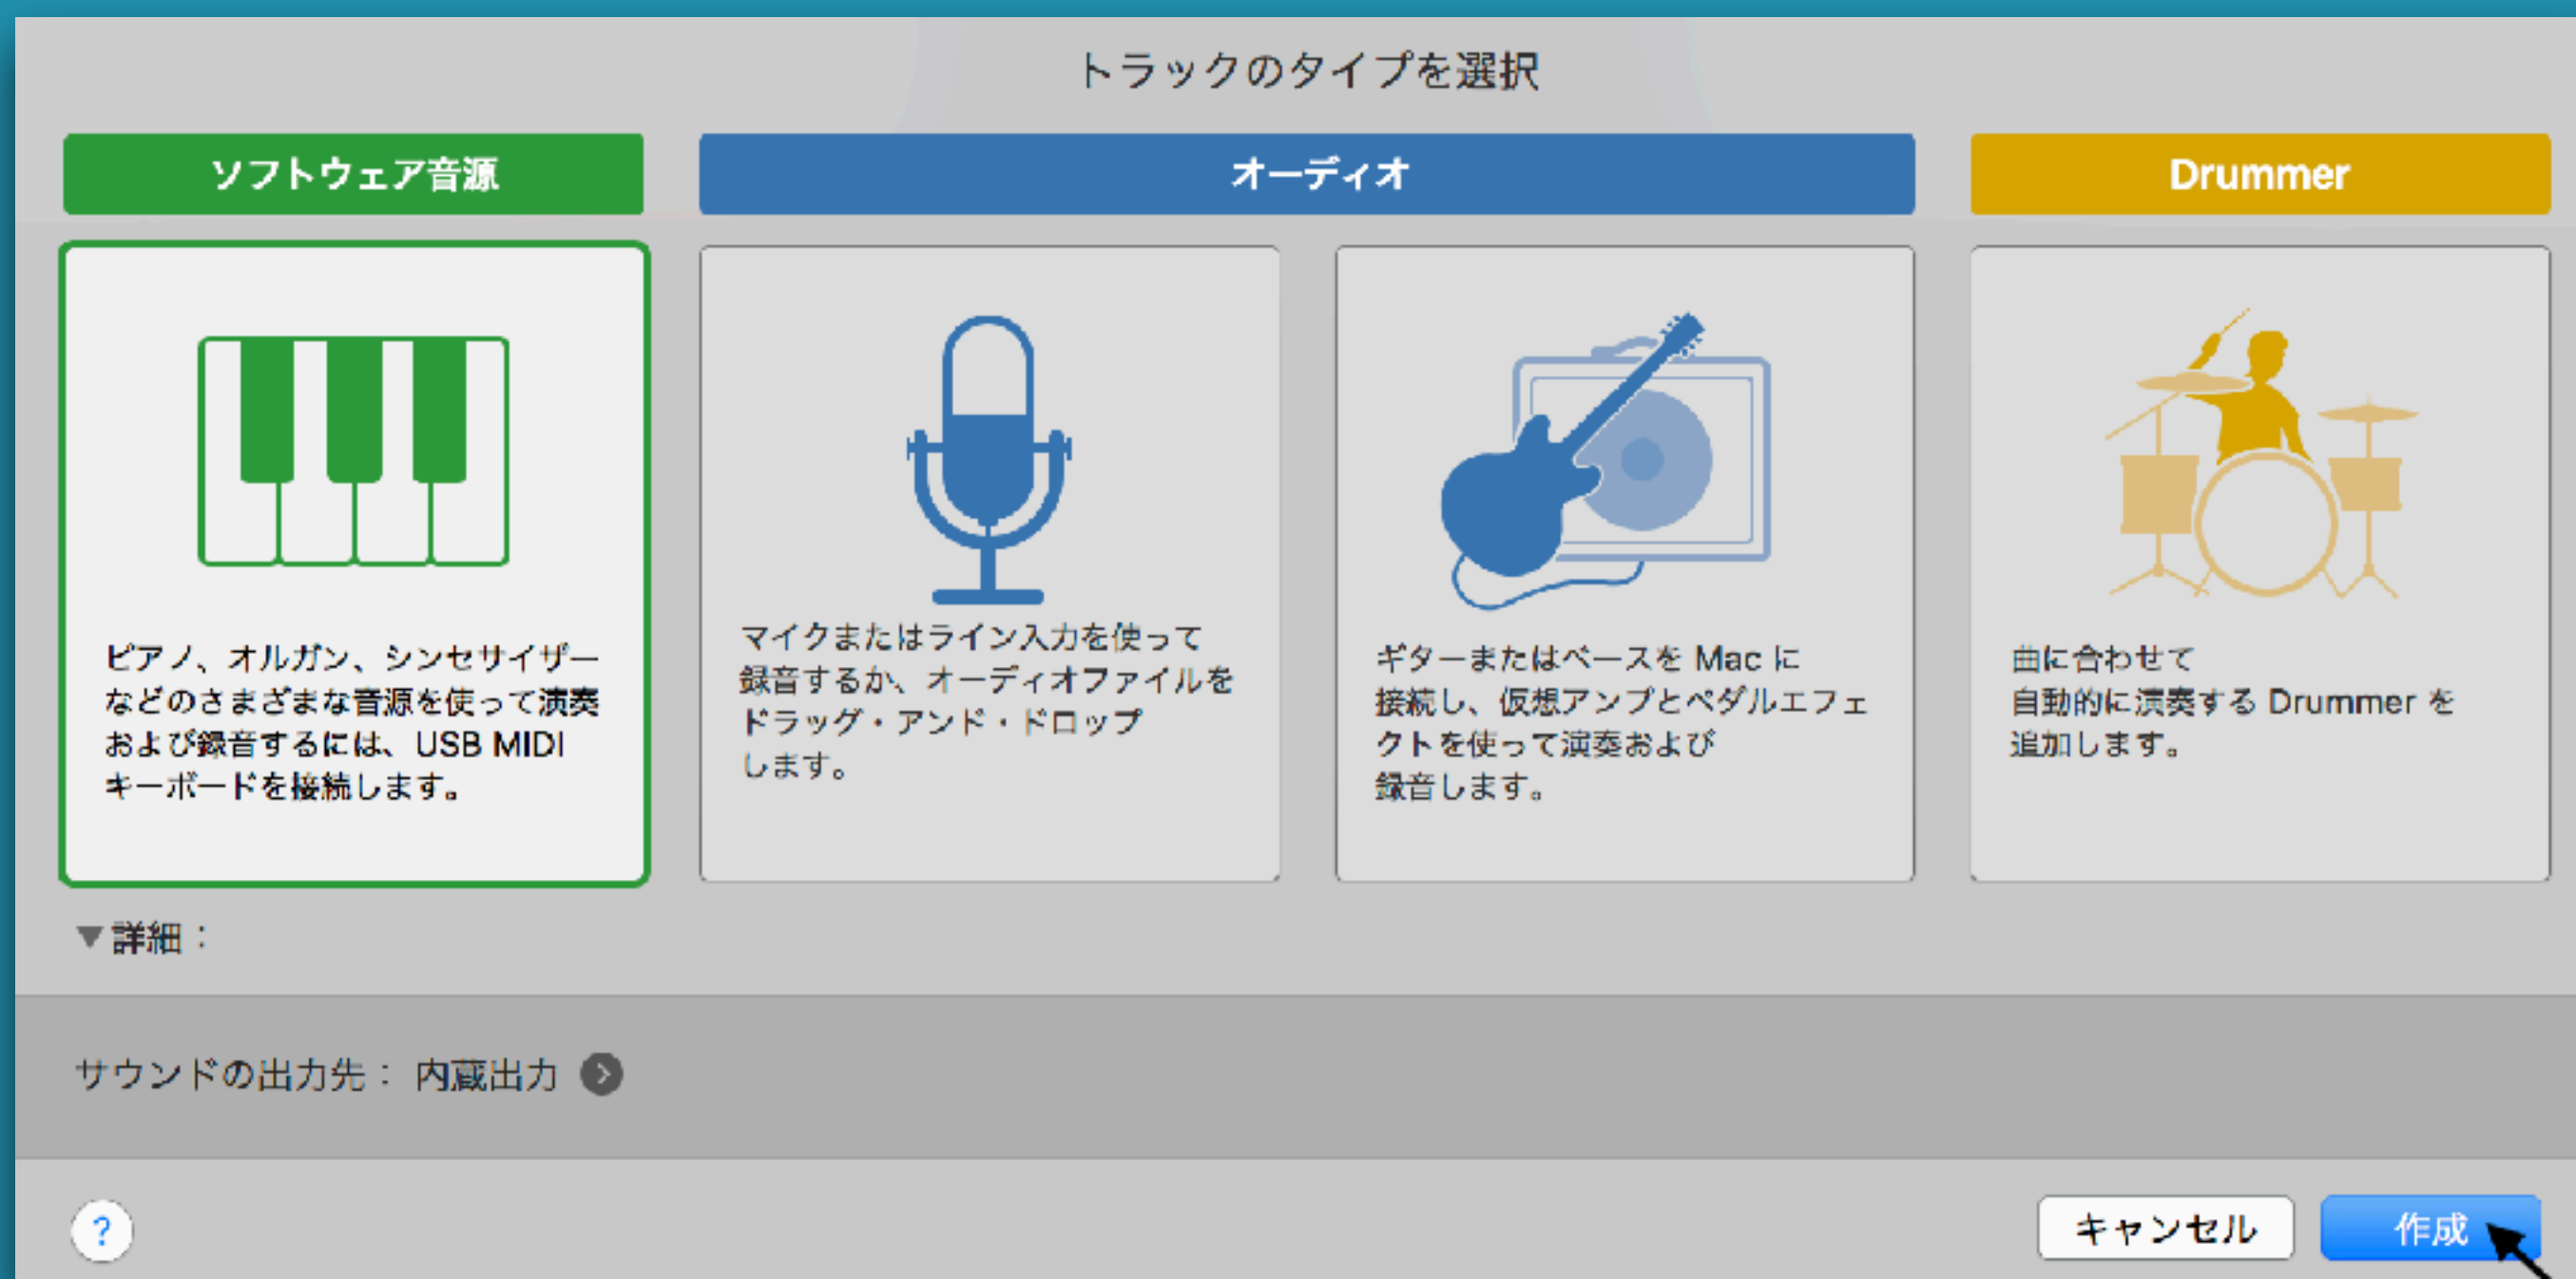 トラックのタイプを選択
ソフトウェア音源
オーディオ
Drummer
ピアノ、オルガン、シンセサイザー
などのさまざまな音源を使って演奏
および録音するには、USB MIDI
キーボードを接続します。
マイクまたはライン入力を使って
録音するか、オーディオファイルを
ドラッグ・アンド・ドロップ
します。
ギターまたはベースを Mac に
接続し、仮想アンプとペダルエフェ
クトを使って演奏および
録音します。
曲に合わせて
自動的に演奏する Drummer を
追加します。
▼詳細：
サウンドの出力先： 内蔵出力
?
キャンセル
作成